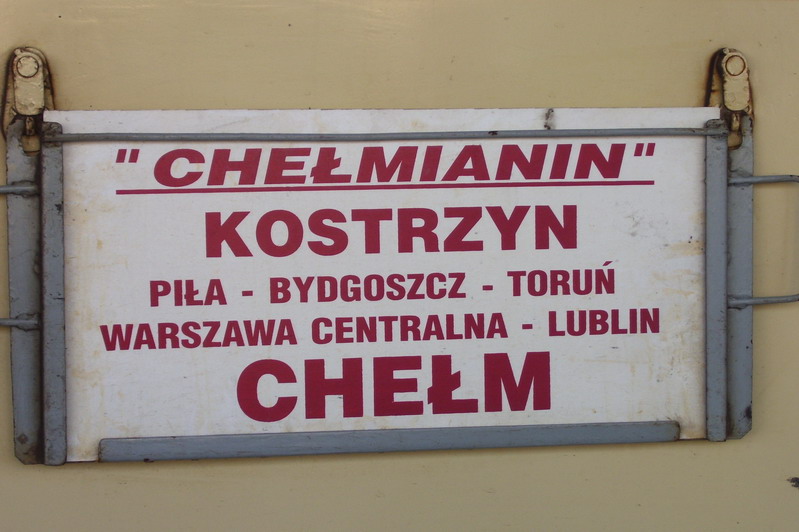 "CHEŁMIANIN"
KOSTRZYN
PIŁA - BYDGOSZCZ - TORUŃ
WARSZAWA CENTRALNA - LUBLIN
CHEŁM